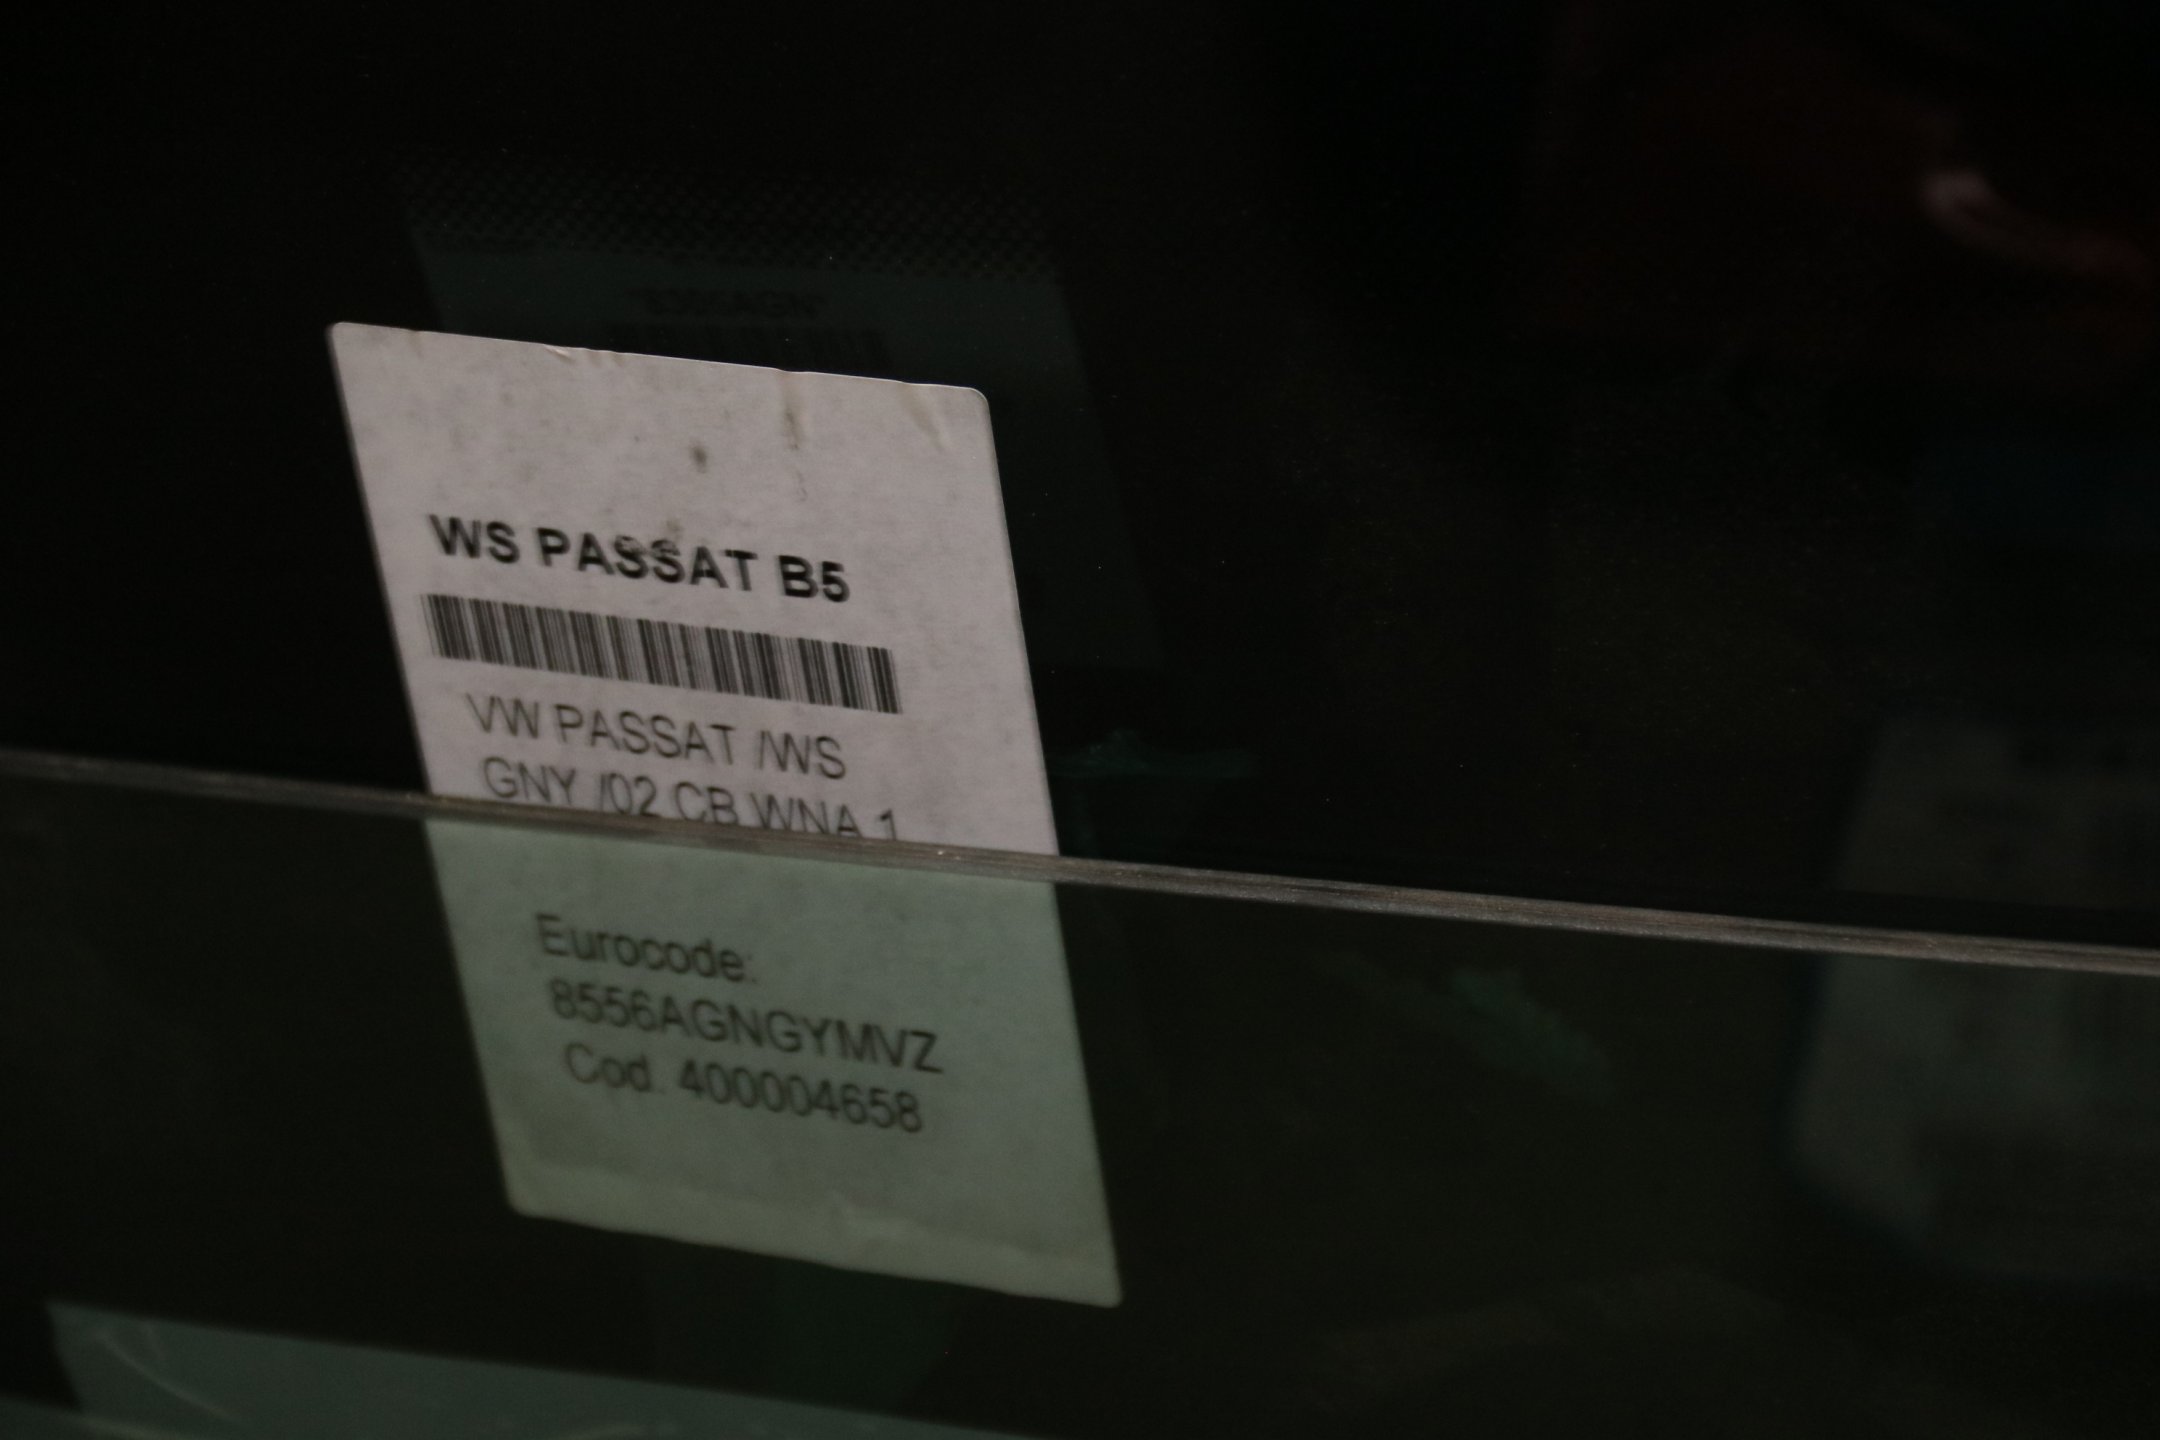 WS PASSAT B5
VW PASSAT /WS
GNY /02 CB WNA 1
Eurocode:
8556AGNGYMVZ
Cod. 400004658